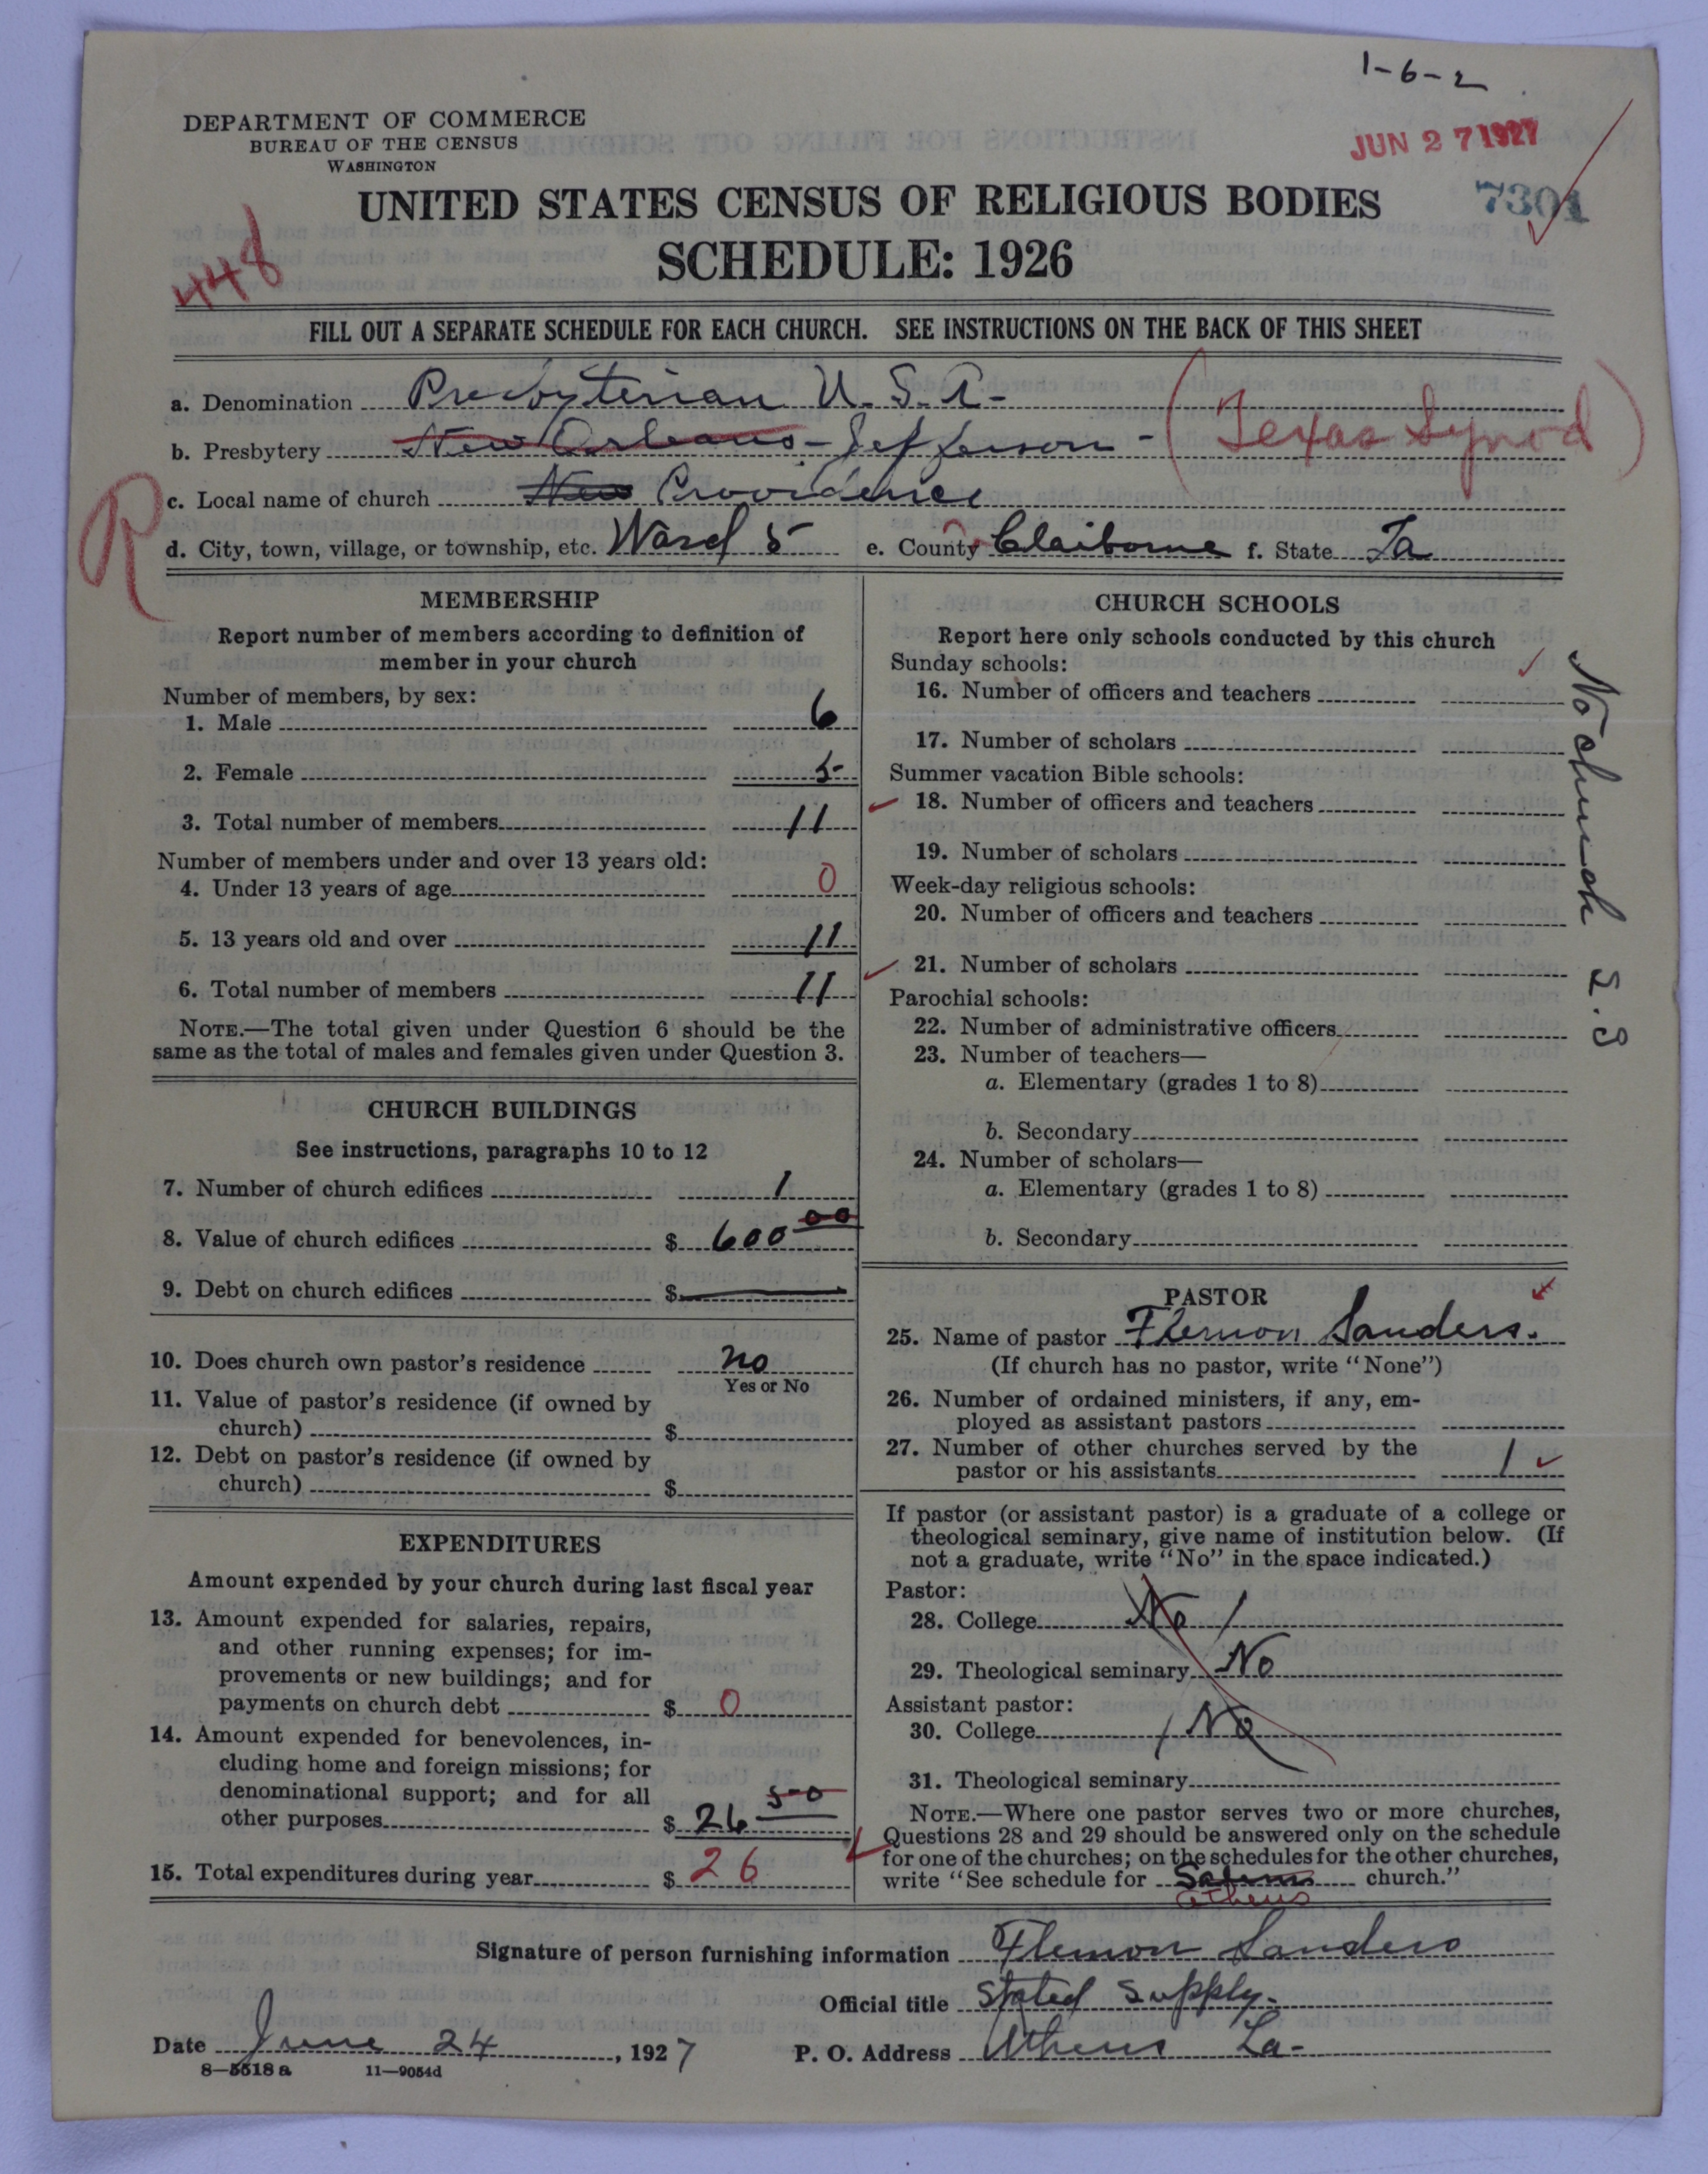 1-6-2
DEPARTMENT OF COMMERCE
BUREAU OF THE CENSUS
WASHINGTON
JUN 27 1927
7301
UNITED STATES CENSUS OF RELIGIOUS BODIES
SCHEDULE: 1926
448
FILL OUT A SEPARATE SCHEDULE FOR EACH CHURCH. SEE INSTRUCTIONS ON THE BACK OF THIS SHEET
a. Denomination Presbyterian U.S.A-
b. Presbytery New Orleans - Jefferson - (Texas Synod)
R
c. Local name of church New Providence
d. City, town, village, or township, etc. Ward 5 e. County Claiborne f. State La
MEMBERSHIP
Report number of members according to definition of
member in your church
Number of members, by sex:
1. Male 6
2. Female 5
3. Total number of members 11
Number of members under and over 13 years old:
4. Under 13 years of age 0
5. 13 years old and over 11
6. Total number of members 11
NOTE.—The total given under Question 6 should be the
same as the total of males and females given under Question 3.
CHURCH BUILDINGS
See instructions, paragraphs 10 to 12
7. Number of church edifices 1
8. Value of church edifices $ 600 00
9. Debt on church edifices $
10. Does church own pastor's residence no
Yes or No
11. Value of pastor's residence (if owned by
church) $
12. Debt on pastor's residence (if owned by
church) $
EXPENDITURES
Amount expended by your church during last fiscal year
13. Amount expended for salaries, repairs,
and other running expenses; for im-
provements or new buildings; and for
payments on church debt $ 0
14. Amount expended for benevolences, in-
cluding home and foreign missions; for
denominational support; and for all
other purposes $ 26 50
15. Total expenditures during year $ 26
CHURCH SCHOOLS
Report here only schools conducted by this church
Sunday schools:
16. Number of officers and teachers
17. Number of scholars
Summer vacation Bible schools:
18. Number of officers and teachers
19. Number of scholars
Week-day religious schools:
20. Number of officers and teachers
21. Number of scholars
Parochial schools:
22. Number of administrative officers
23. Number of teachers—
a. Elementary (grades 1 to 8)
b. Secondary
24. Number of scholars—
a. Elementary (grades 1 to 8)
b. Secondary
No church S.S
PASTOR
25. Name of pastor Flemon Sanders.
(If church has no pastor, write "None")
26. Number of ordained ministers, if any, em-
ployed as assistant pastors
27. Number of other churches served by the
pastor or his assistants 1
If pastor (or assistant pastor) is a graduate of a college or
theological seminary, give name of institution below. (If
not a graduate, write "No" in the space indicated.)
Pastor:
28. College No
29. Theological seminary No
Assistant pastor:
30. College No
31. Theological seminary
NOTE.—Where one pastor serves two or more churches,
Questions 28 and 29 should be answered only on the schedule
for one of the churches; on the schedules for the other churches,
write "See schedule for Salem church."
Athens
Signature of person furnishing information Flemon Sanders
Official title Stated Supply.
Date June 24, 1927 P. O. Address Athens La-
8—5518 a 11—9054d